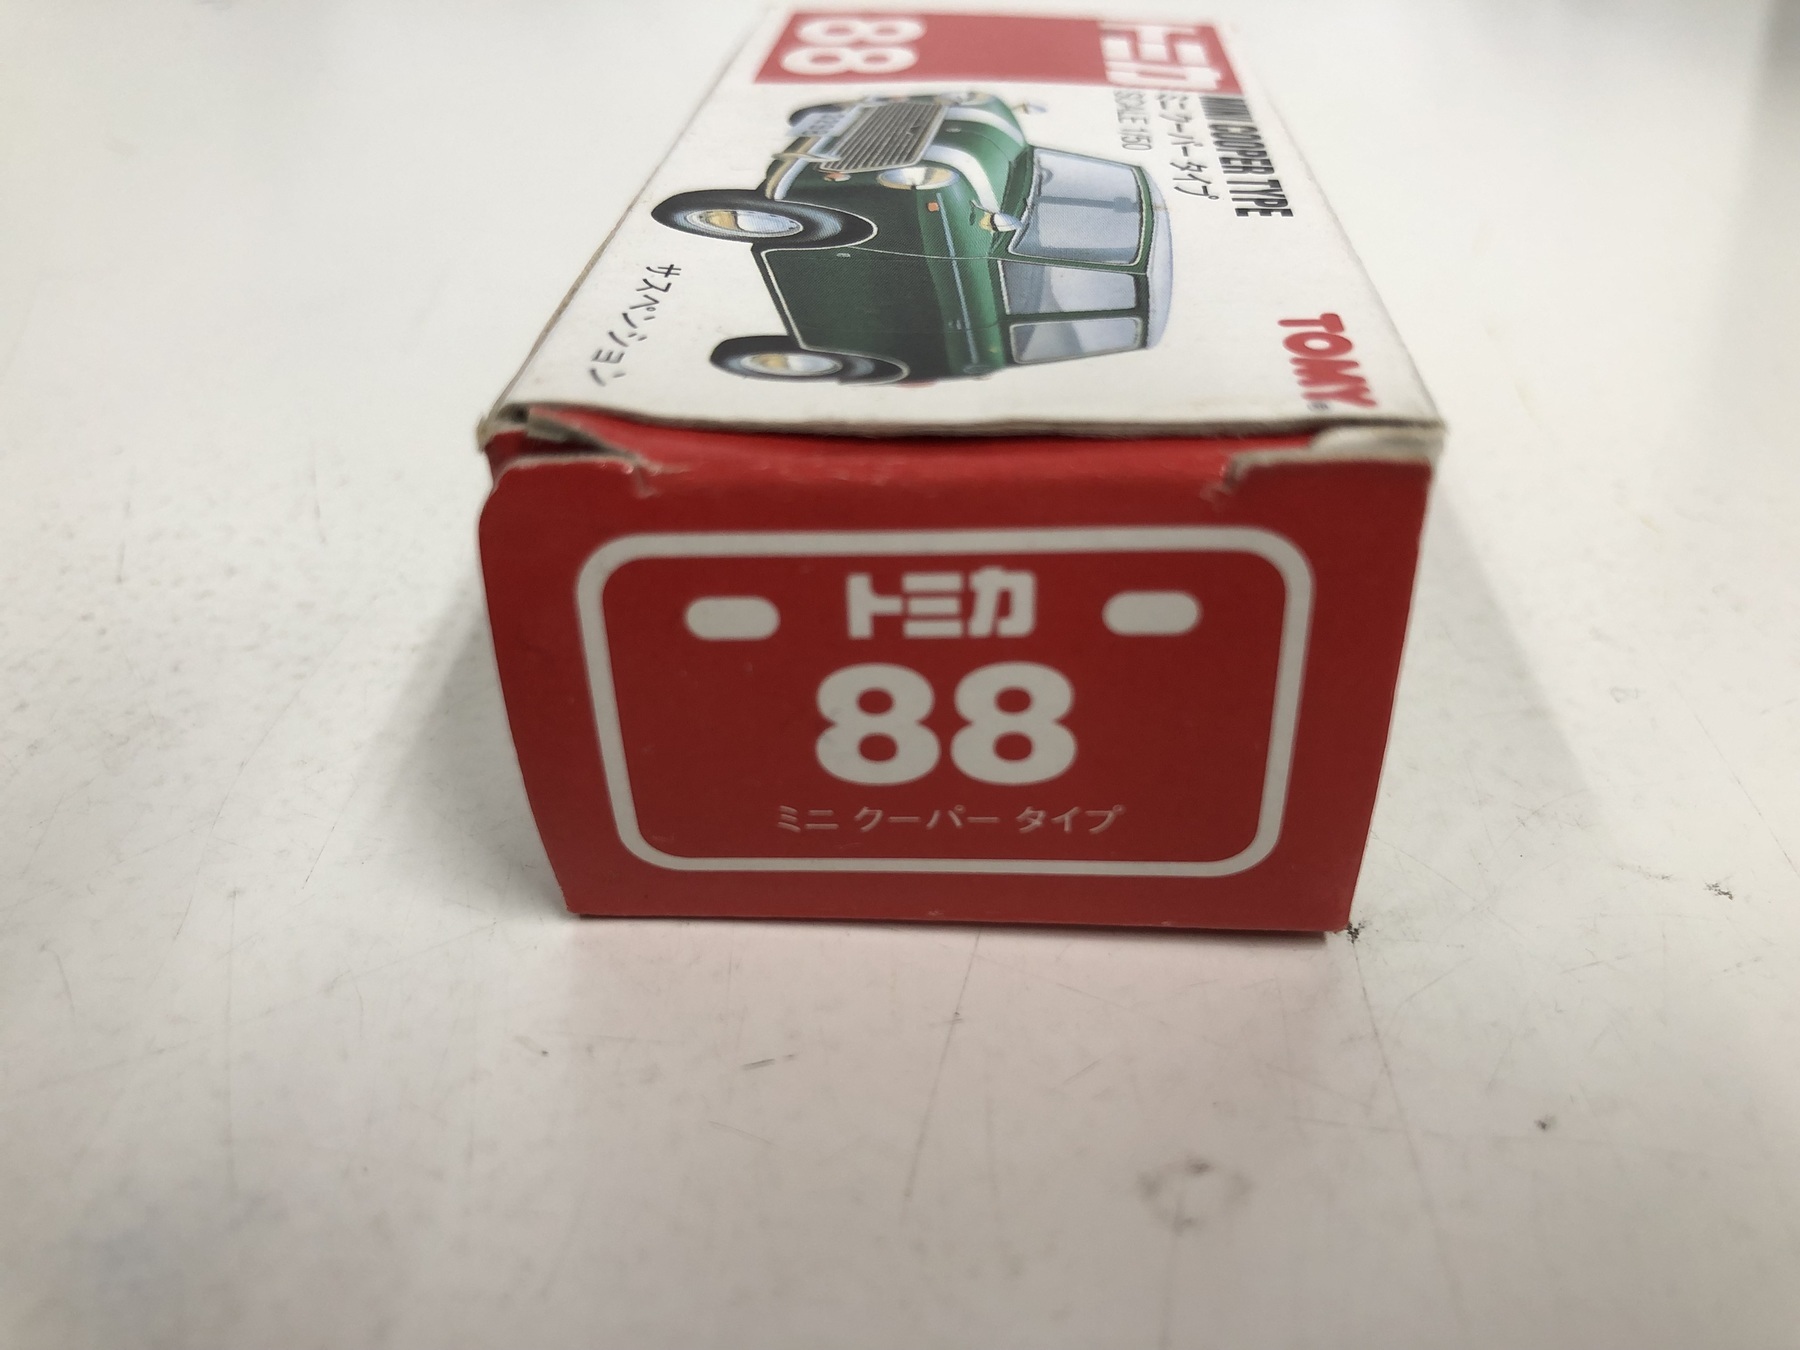 トミカ
88
MINI COOPER TYPE
ミニ クーパー タイプ
SCALE 1/50
サスペンション
TOMY
トミカ
88
ミニ クーパー タイプ